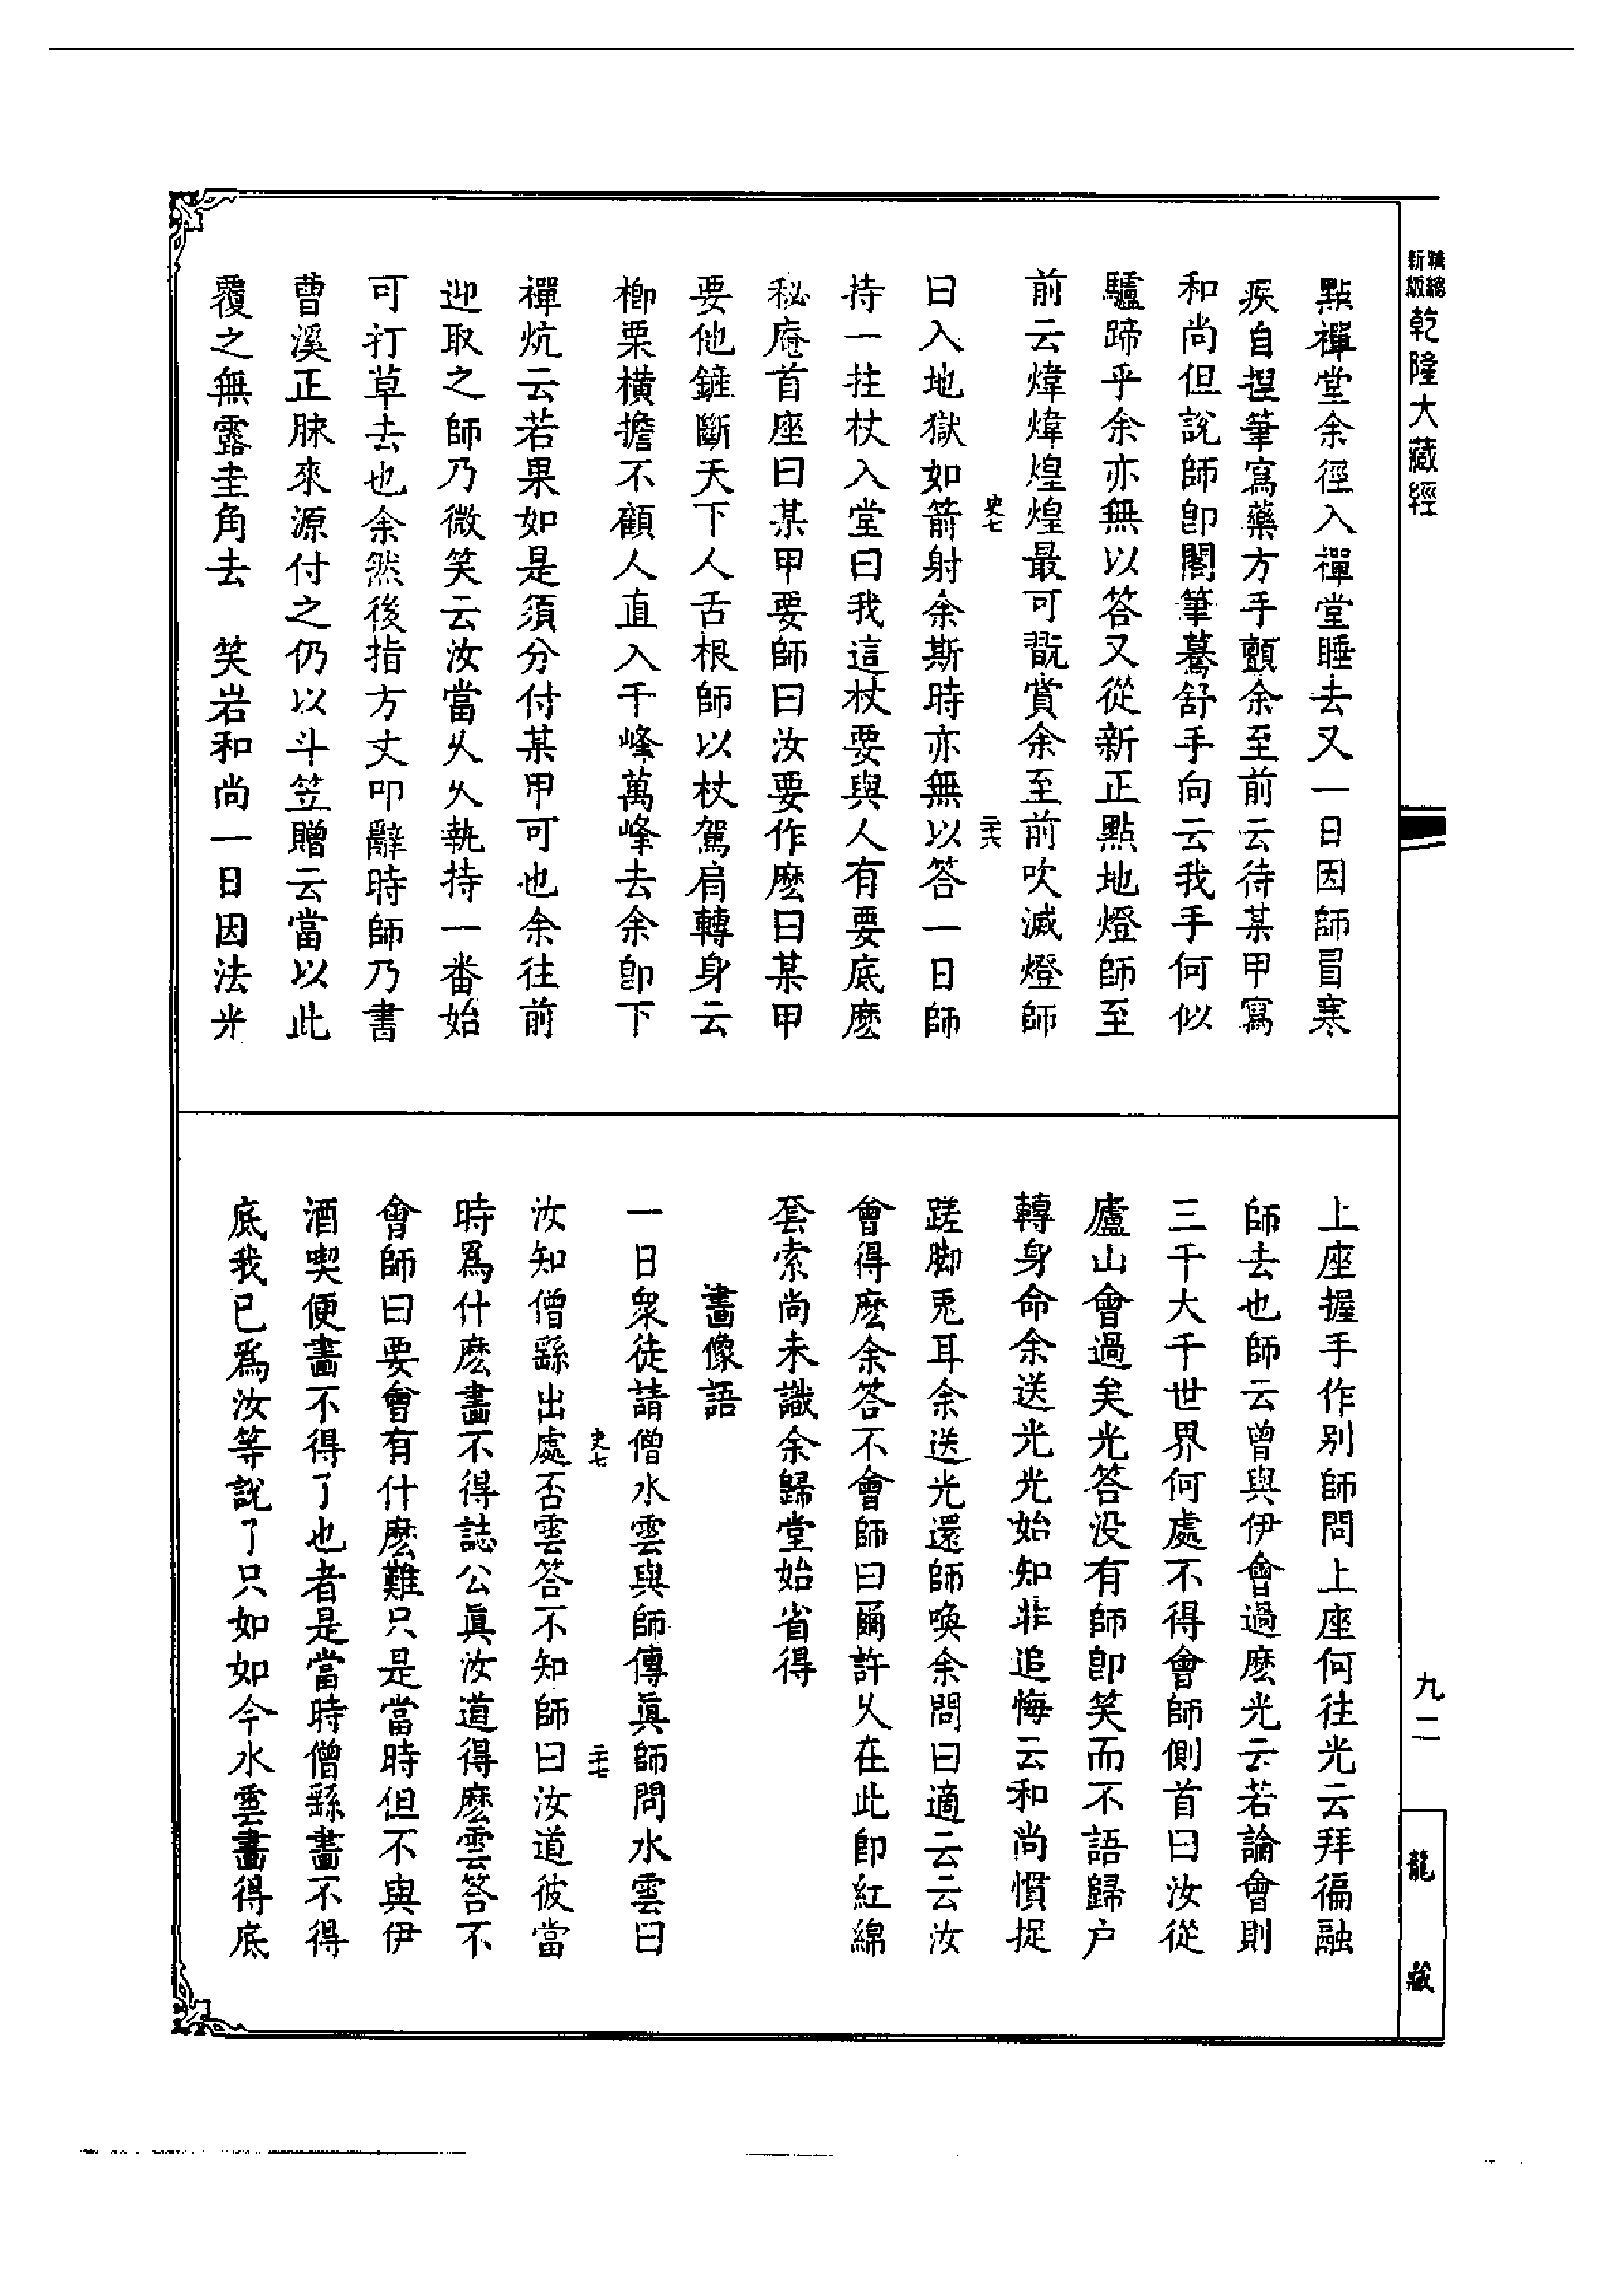 新版精縮乾隆大藏經
九二
龍藏
點禪堂余徑入禪堂睡去又一日因師冒寒
疾自揑筆寫藥方手顫余至前云待某甲寫
和尚但說師卽閣筆驀舒手向云我手何似
驢蹄乎余亦無以答又從新正點地燈師至
前云煒煒煌煌最可翫賞余至前吹滅燈師
史七
二六
曰入地獄如箭射余斯時亦無以答一日師
持一拄杖入堂曰我這杖要與人有要底麽
秘庵首座曰某甲要師曰汝要作麽曰某甲
要他鏟斷天下人舌根師以杖駕肩轉身云
櫛栗橫擔不顧人直入千峰萬峰去余卽下
禪炕云若果如是須分付某甲可也余往前
迎取之師乃微笑云汝當久久執持一番始
可打草去也余然後指方丈叩辭時師乃書
曹溪正脉來源付之仍以斗笠贈云當以此
覆之無露圭角去　笑岩和尚一日因法光
上座握手作別師問上座何往光云拜徧融
師去也師云曾與伊會過麽光云若論會則
三千大千世界何處不得會師側首曰汝從
廬山會過矣光答没有師卽笑而不語歸户
轉身命余送光光始知非追悔云和尚慣捉
蹉脚兎耳余送光還師喚余問曰適云云汝
會得麽余答不會師曰爾許久在此卽紅綿
套索尚未識余歸堂始省得
畫像語
一日衆徒請僧水雲與師傳眞師問水雲曰
史七
二七
汝知僧繇出處否雲答不知師曰汝道彼當
時爲什麽畫不得誌公眞汝道得麽雲答不
會師曰要會有什麽難只是當時但不與伊
酒喫便畫不得了也者是當時僧繇畫不得
底我已爲汝等說了只如如今水雲畫得底